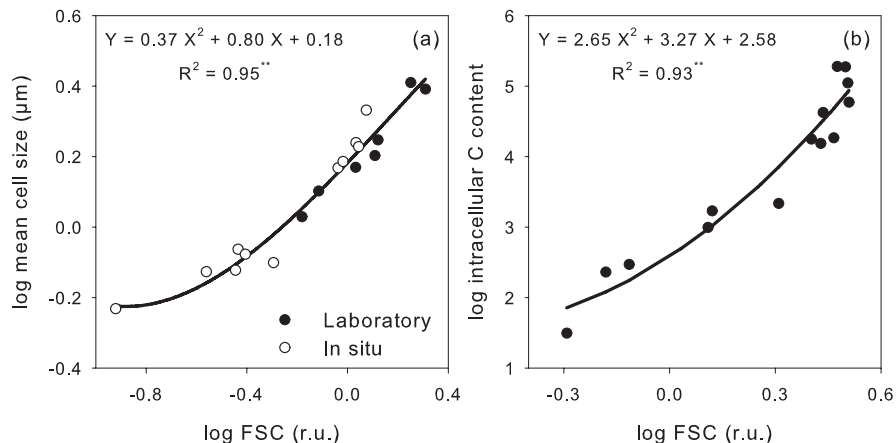 Y = 0.37 X² + 0.80 X + 0.18
(a)
R² = 0.95**
log mean cell size (µm)
0.6
0.4
0.2
0.0
-0.2
-0.4
Laboratory
In situ
-0.8
-0.4
0.0
0.4
log FSC (r.u.)
Y = 2.65 X² + 3.27 X + 2.58
(b)
R² = 0.93**
log intracellular C content
6
5
4
3
2
1
-0.3
0.0
0.3
0.6
log FSC (r.u.)